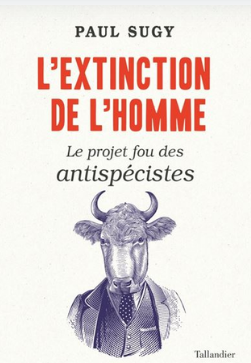 PAUL SUGY
L'EXTINCTION
DE L'HOMME
Le projet fou des
antispécistes
Tallandier